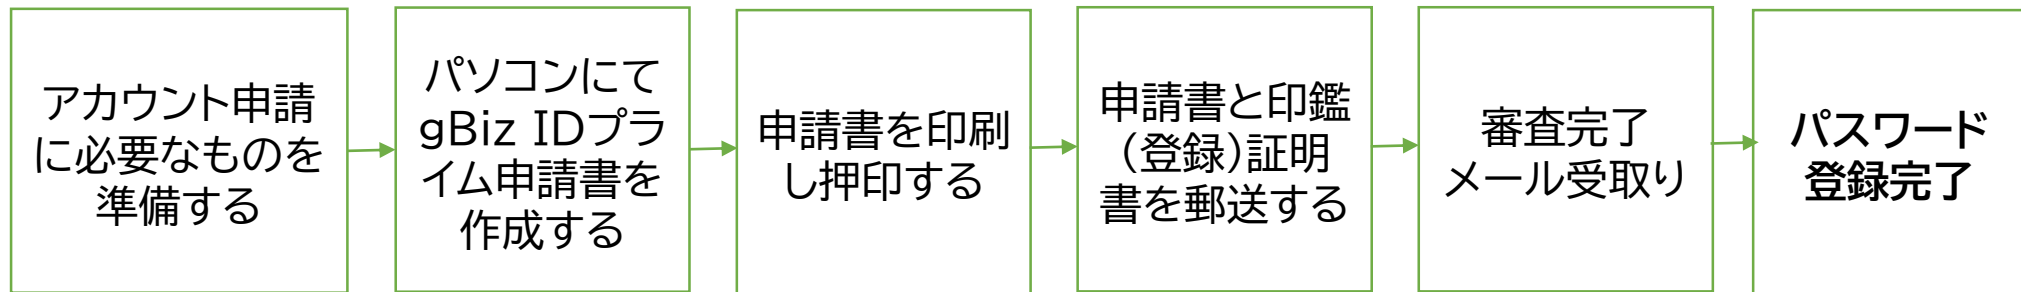 アカウント申請
に必要なものを
準備する
パソコンにて
gBiz IDプラ
イム申請書を
作成する
申請書を印刷
し押印する
申請書と印鑑
（登録）証明
書を郵送する
審査完了
メール受取り
パスワード
登録完了